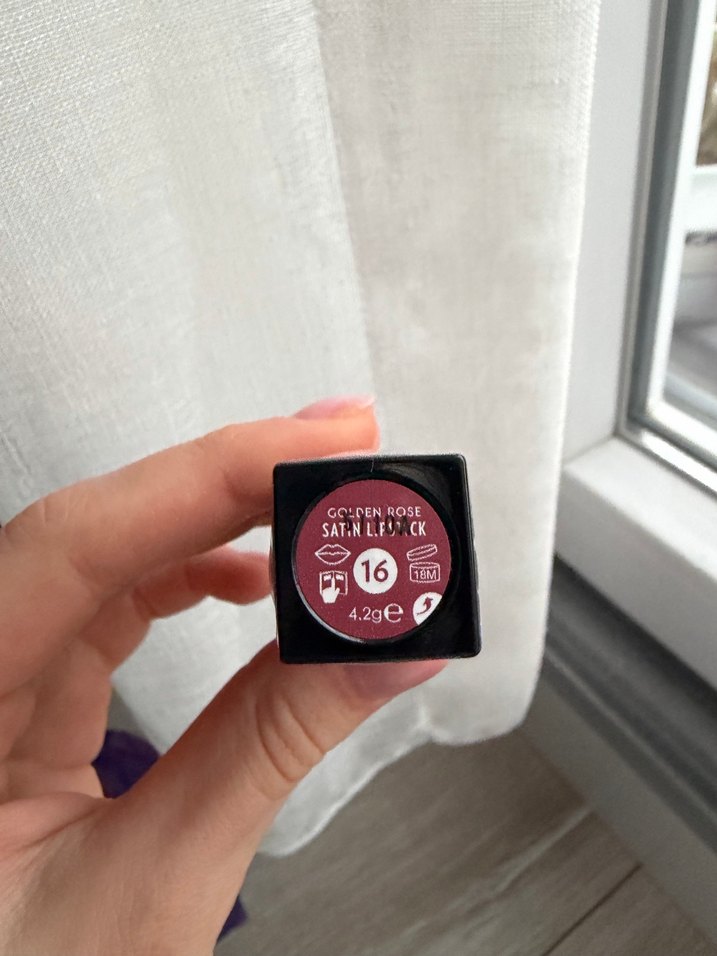 GOLDEN ROSE
SATIN LIPSTICK
16
18M
4.2g e